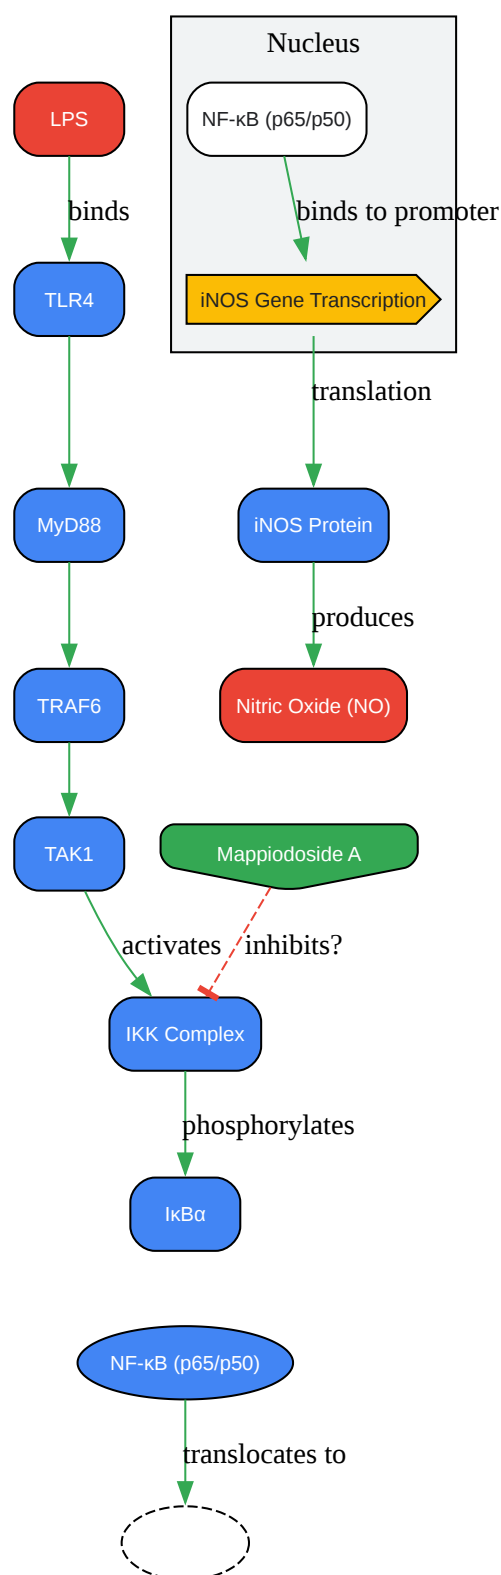 Nucleus
LPS
NF-κB (p65/p50)
binds
binds to promoter
TLR4
iNOS Gene Transcription
translation
MyD88
iNOS Protein
produces
TRAF6
Nitric Oxide (NO)
TAK1
Mappiodoside A
activates
inhibits?
IKK Complex
phosphorylates
IκBα
NF-κB (p65/p50)
translocates to